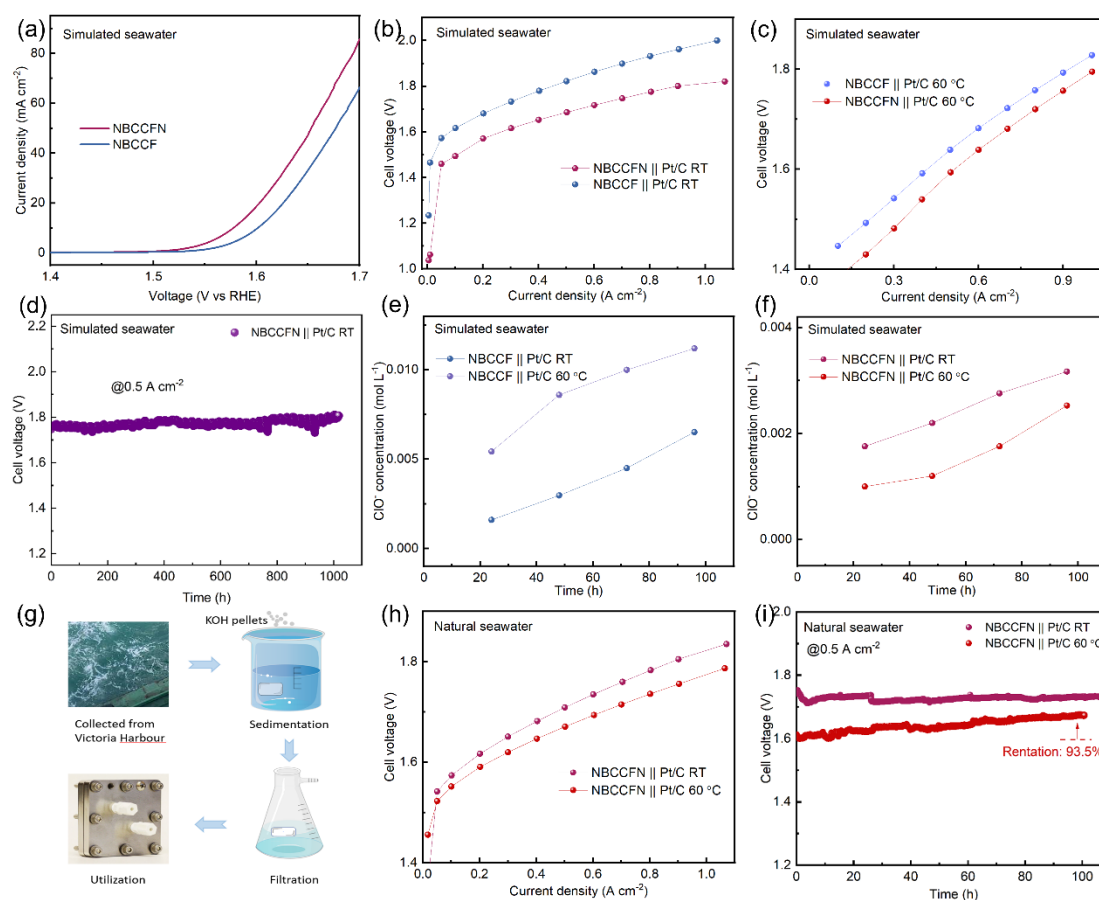 (a)
Simulated seawater
NBCCFN
NBCCF
Current density (mA cm⁻²)
80
60
40
20
0
1.4
1.5
1.6
1.7
Voltage (V vs RHE)
(b)
Simulated seawater
NBCCFN || Pt/C RT
NBCCF || Pt/C RT
Cell voltage (V)
2.0
1.8
1.6
1.4
1.2
1.0
0.0
0.2
0.4
0.6
0.8
1.0
Current density (A cm⁻²)
(c)
Simulated seawater
NBCCF || Pt/C 60 °C
NBCCFN || Pt/C 60 °C
Cell voltage (V)
1.8
1.6
1.4
0.0
0.3
0.6
0.9
Current density (A cm⁻²)
(d)
Simulated seawater
NBCCFN || Pt/C RT
@0.5 A cm⁻²
Cell voltage (V)
2.2
2.0
1.8
1.6
1.4
1.2
0
200
400
600
800
1000
Time (h)
(e)
Simulated seawater
NBCCF || Pt/C RT
NBCCF || Pt/C 60 °C
ClO⁻ concentration (mol L⁻¹)
0.010
0.005
0.000
0
20
40
60
80
100
Time (h)
(f)
Simulated seawater
NBCCFN || Pt/C RT
NBCCFN || Pt/C 60 °C
ClO⁻ concentration (mol L⁻¹)
0.004
0.002
0.000
0
20
40
60
80
100
Time (h)
(g)
KOH pellets
Collected from
Victoria Harbour
Sedimentation
Utilization
Filtration
(h)
Natural seawater
NBCCFN || Pt/C RT
NBCCFN || Pt/C 60 °C
Cell voltage (V)
1.8
1.6
1.4
0.0
0.2
0.4
0.6
0.8
1.0
Current density (A cm⁻²)
(i)
Natural seawater
@0.5 A cm⁻²
NBCCFN || Pt/C RT
NBCCFN || Pt/C 60 °C
Rentation: 93.5%
Cell voltage (V)
2.0
1.8
1.6
1.4
1.2
0
20
40
60
80
100
Time (h)